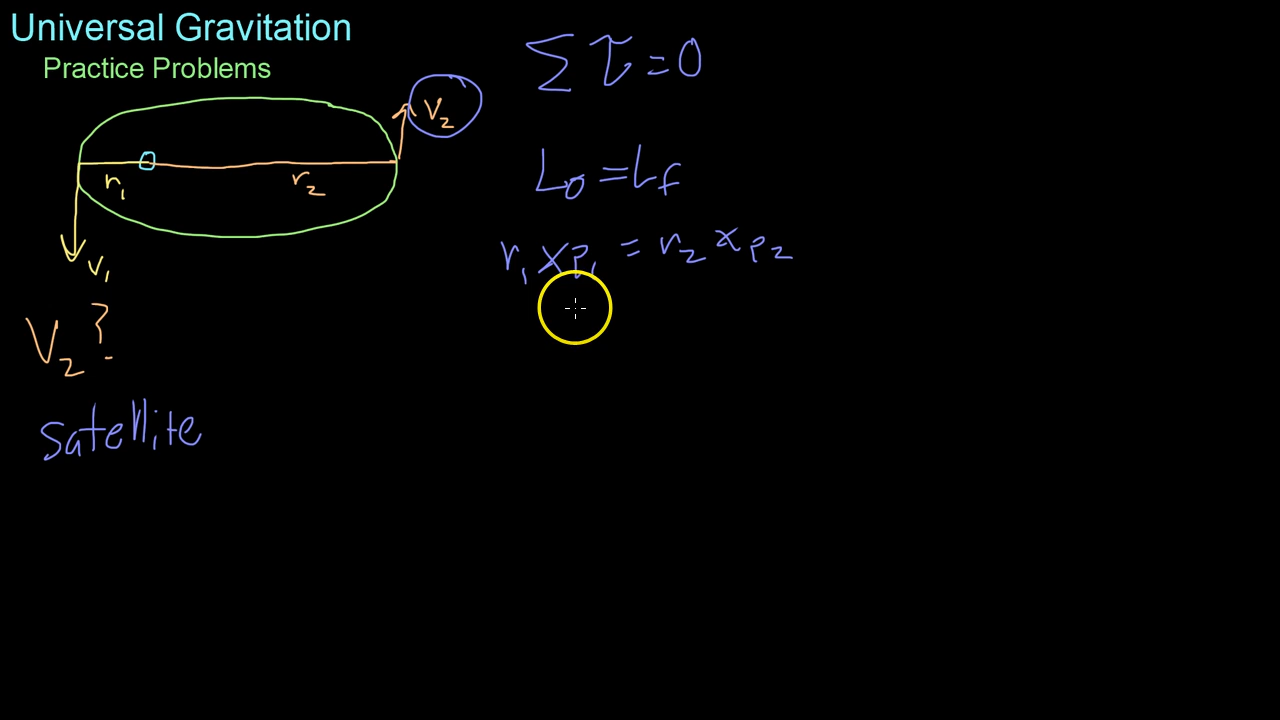 Universal Gravitation
Practice Problems
V₂
r₁
r₂
v₁
V₂?
Satellite
Στ=0
L₀=Lf
r₁×p₁=r₂×p₂